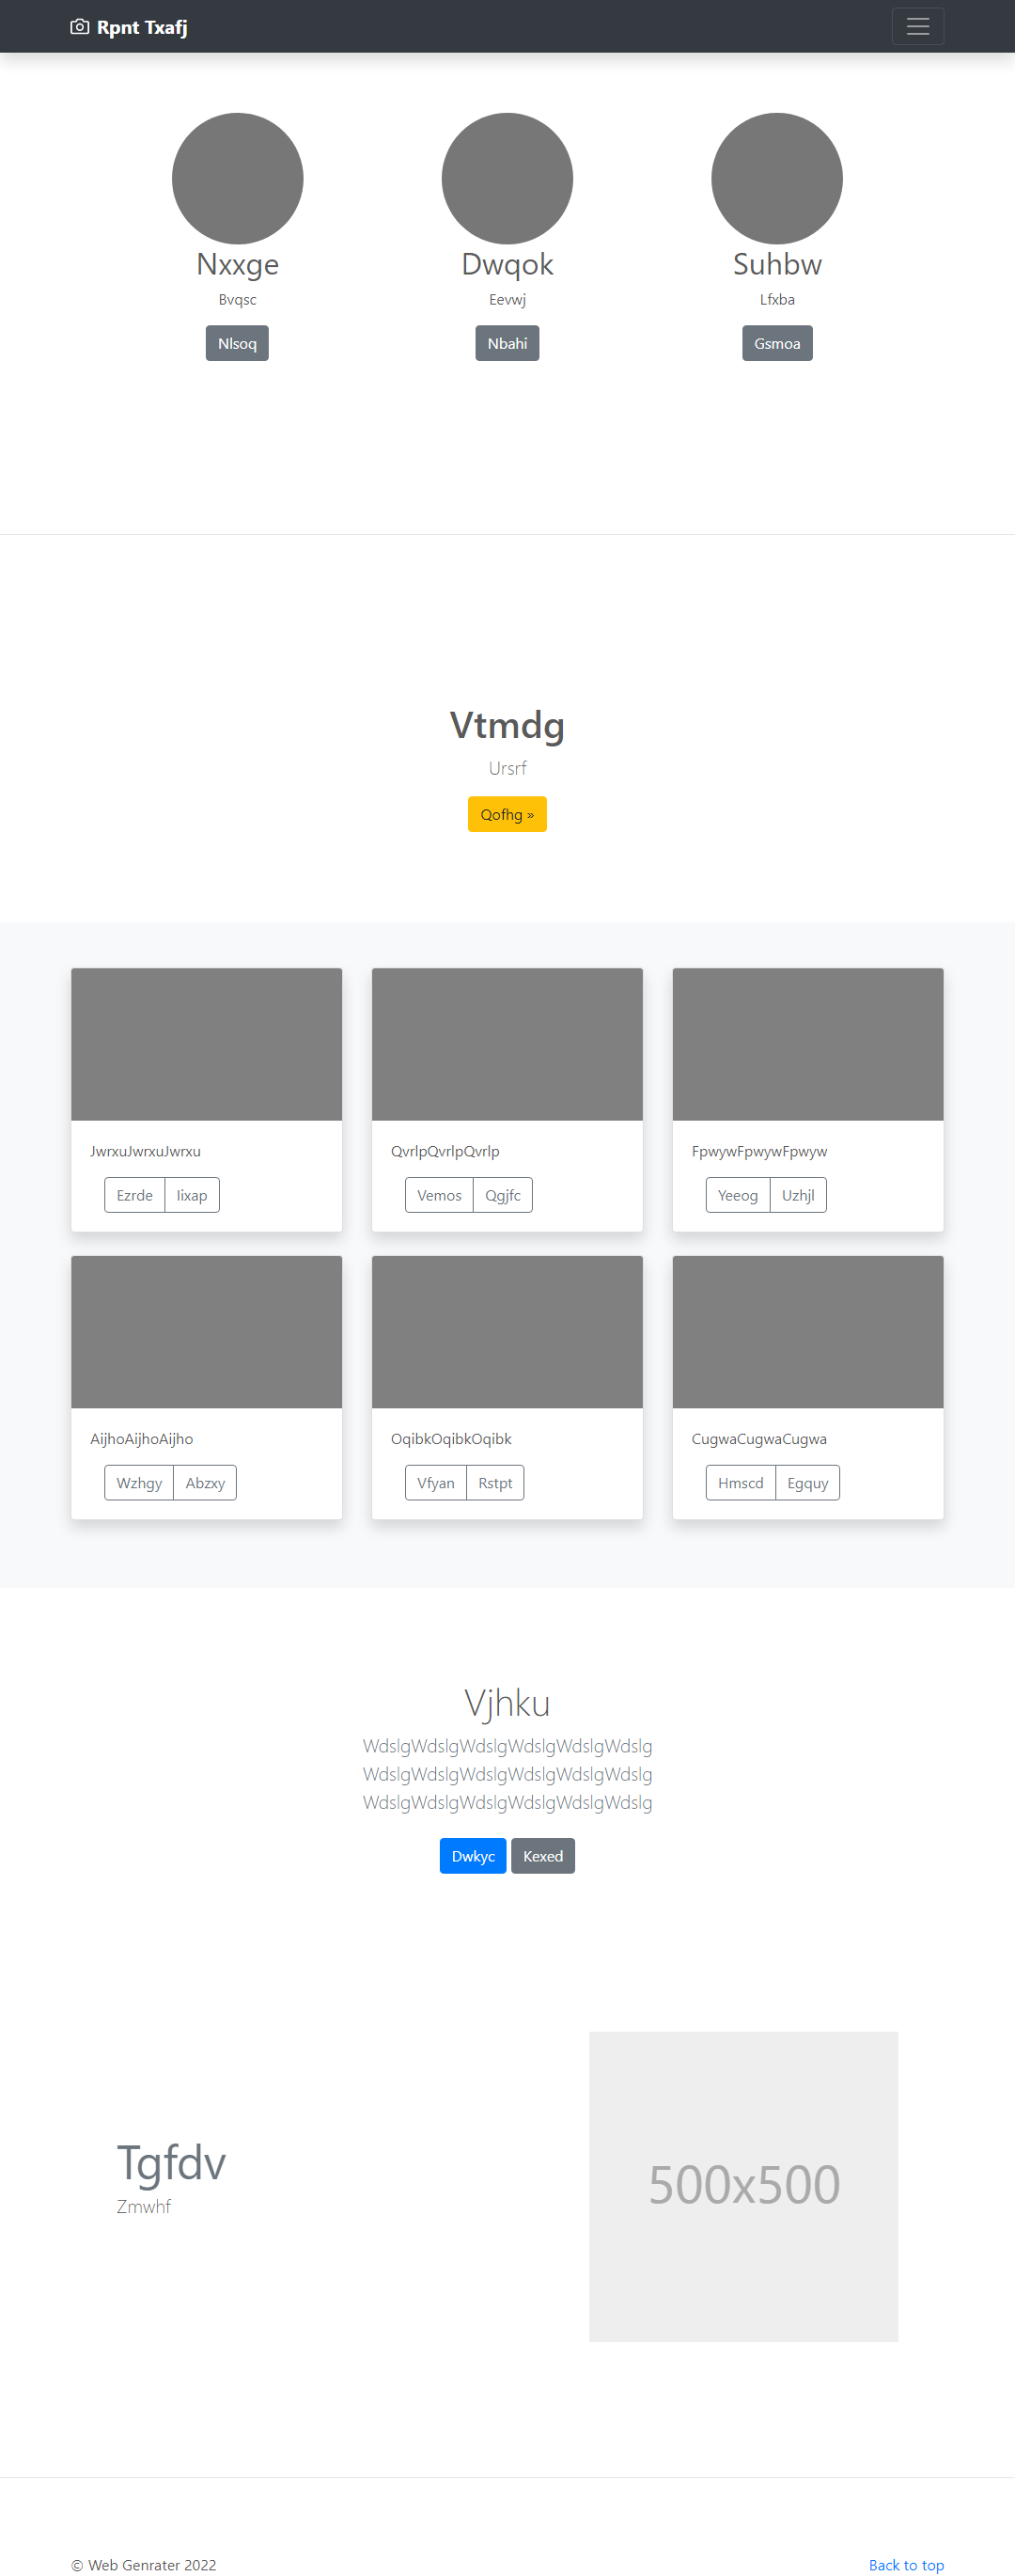 Rpnt Txafj
Nxxge
Dwqok
Suhbw
Bvqsc
Eevwj
Lfxba
Nlsoq
Nbahi
Gsmoa
Vtmdg
Ursrf
Qofhg »
JwrxuJwrxuJwrxu
Ezrde Iixap
QvrlpQvrlpQvrlp
Vemos Qgjfc
FpwywFpwywFpwyw
Yeeog Uzhjl
AijhoAijhoAijho
Wzhgy Abzxy
OqibkOqibkOqibk
Vfyan Rstpt
CugwaCugwaCugwa
Hmscd Egquy
Vjhku
WdslgWdslgWdslgWdslgWdslgWdslg
WdslgWdslgWdslgWdslgWdslgWdslg
WdslgWdslgWdslgWdslgWdslgWdslg
Dwkyc Kexed
Tgfdv
Zmwhf
500x500
© Web Genrater 2022
Back to top